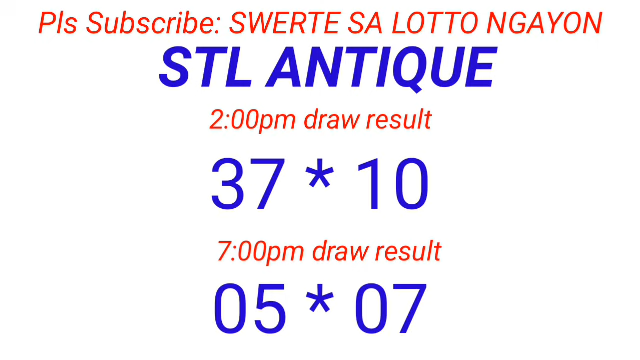 Pls Subscribe: SWERTE SA LOTTO NGAYON
STL ANTIQUE
2:00pm draw result
37 * 10
7:00pm draw result
05 * 07